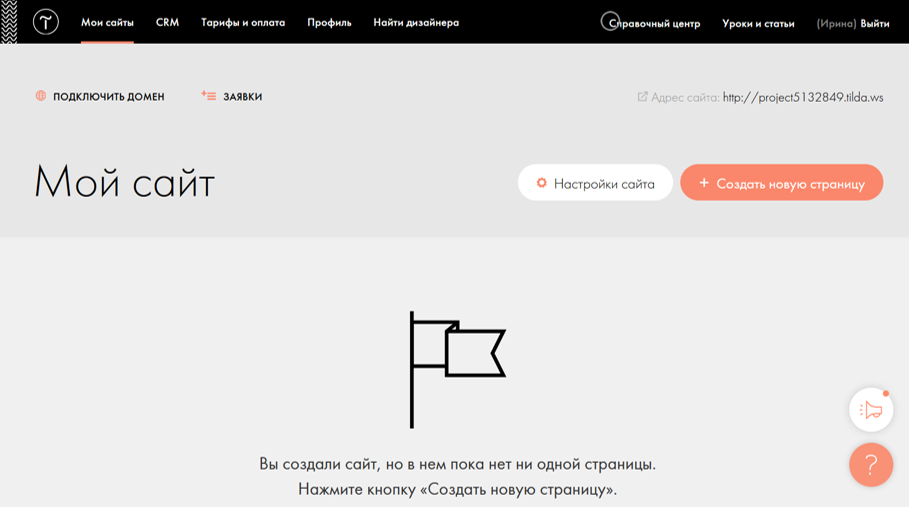 Мои сайты CRM Тарифы и оплата Профиль Найти дизайнера Справочный центр Уроки и статьи (Ирина) Выйти
ПОДКЛЮЧИТЬ ДОМЕН ЗАЯВКИ Адрес сайта: http://project5132849.tilda.ws
Мой сайт Настройки сайта + Создать новую страницу
Вы создали сайт, но в нем пока нет ни одной страницы.
Нажмите кнопку «Создать новую страницу».
?